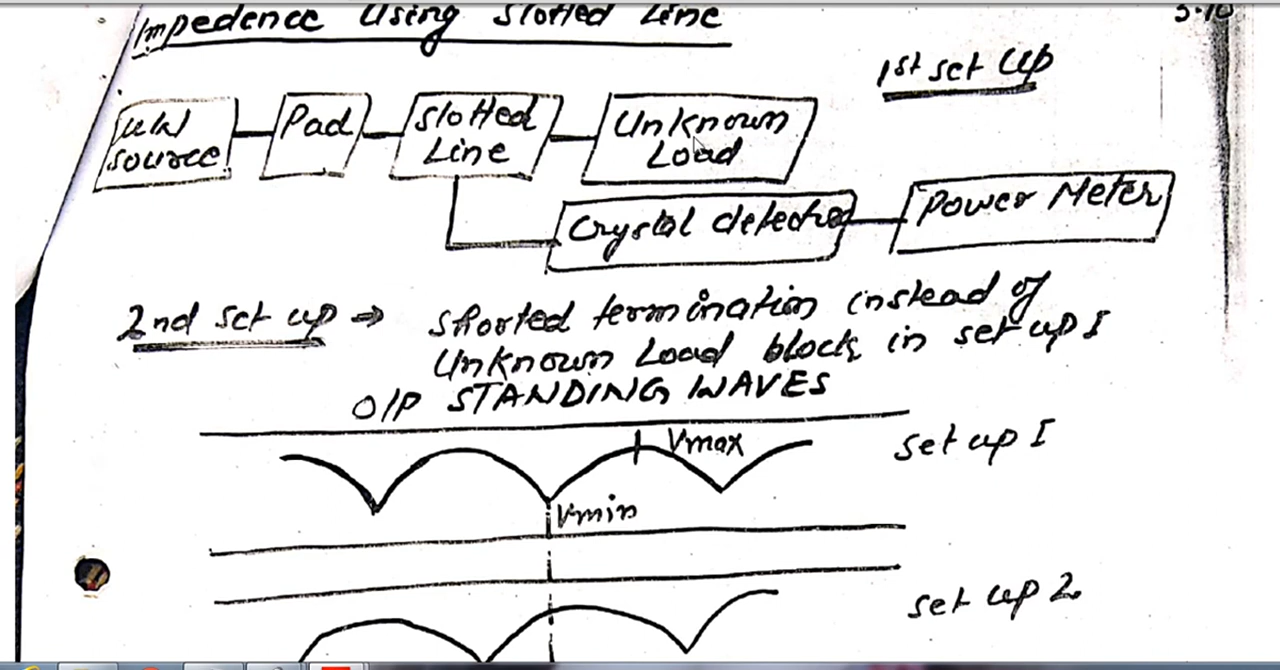 Impedence Using Slotted Line
1st set up
μW source
Pad
Slotted Line
Unknown Load
Crystal detector
Power Meter
2nd set up ⇒ shorted termination instead of
Unknown Load block in set up I
O/P STANDING WAVES
Vmax
set up I
Vmin
set up 2